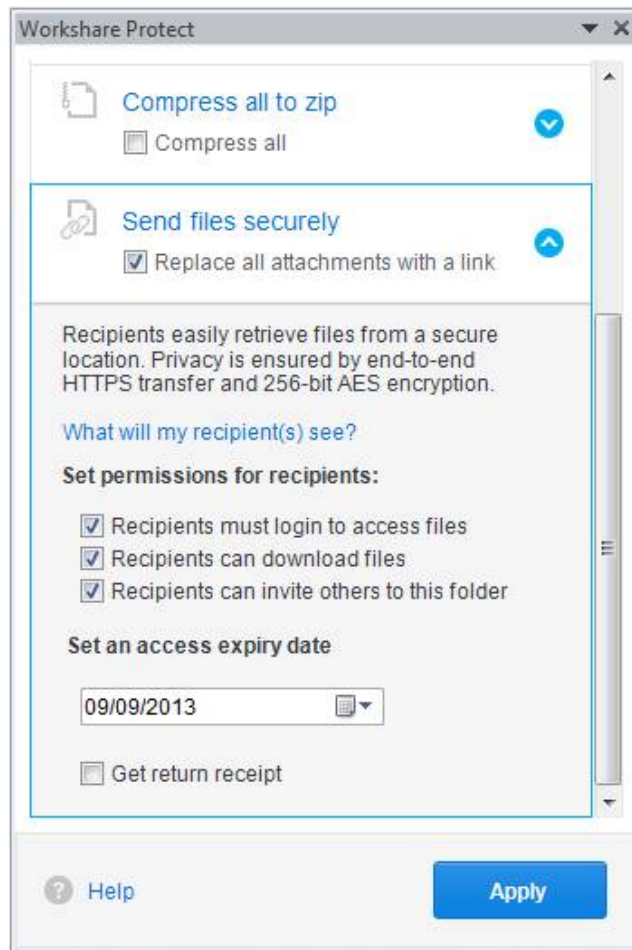 Workshare Protect
Compress all to zip
Compress all
Send files securely
Replace all attachments with a link
Recipients easily retrieve files from a secure
location. Privacy is ensured by end-to-end
HTTPS transfer and 256-bit AES encryption.
What will my recipient(s) see?
Set permissions for recipients:
Recipients must login to access files
Recipients can download files
Recipients can invite others to this folder
Set an access expiry date
09/09/2013
Get return receipt
? Help
Apply